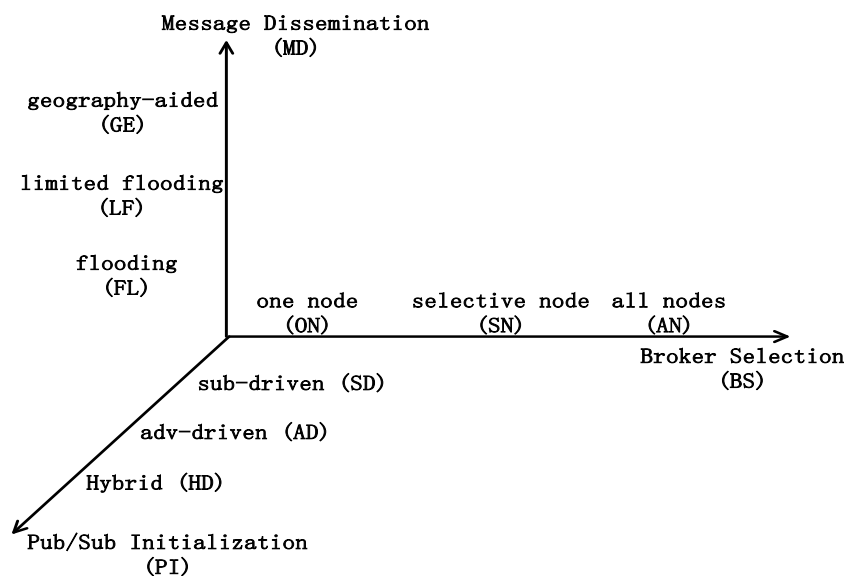 Message Dissemination
(MD)
geography-aided
(GE)
limited flooding
(LF)
flooding
(FL)
one node
(ON)
selective node
(SN)
all nodes
(AN)
Broker Selection
(BS)
sub-driven (SD)
adv-driven (AD)
Hybrid (HD)
Pub/Sub Initialization
(PI)